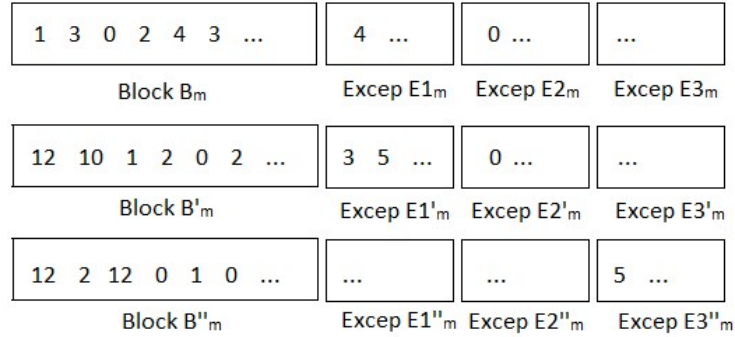 1 3 0 2 4 3 ... 4 ... 0 ... ...
Block Bm Excep E1m Excep E2m Excep E3m
12 10 1 2 0 2 ... 3 5 ... 0 ... ...
Block B'm Excep E1'm Excep E2'm Excep E3'm
12 2 12 0 1 0 ... ... ... 5 ...
Block B''m Excep E1''m Excep E2''m Excep E3''m